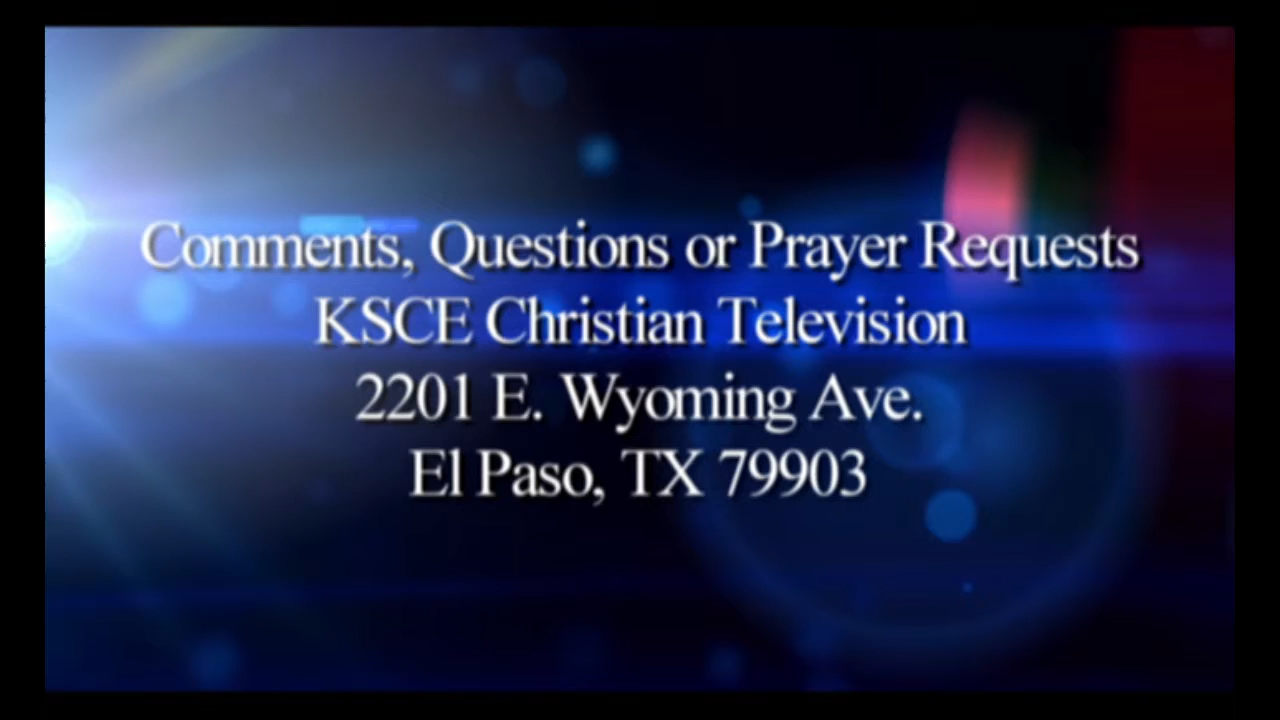 Comments, Questions or Prayer Requests
KSCE Christian Television
2201 E. Wyoming Ave.
El Paso, TX 79903